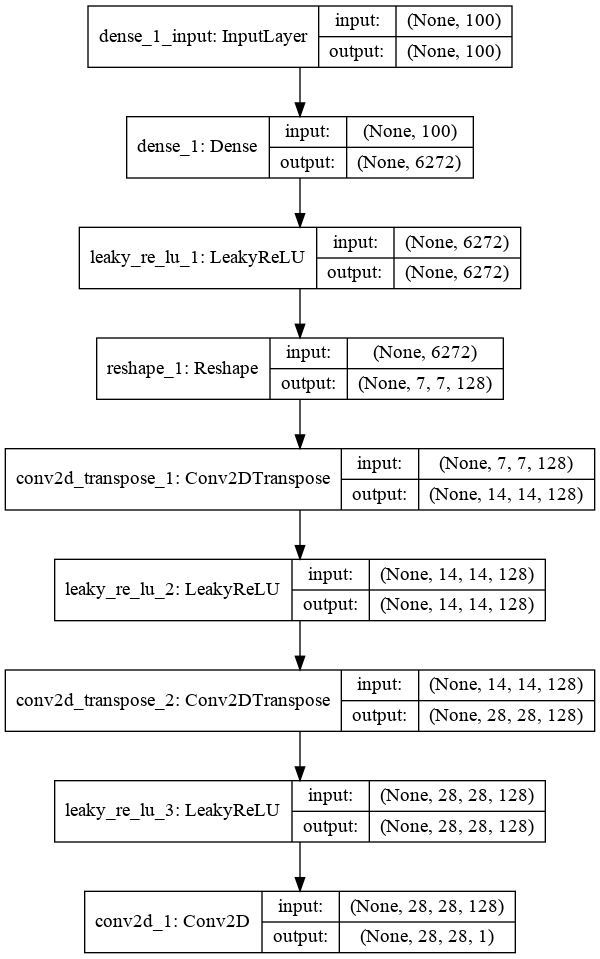 dense_1_input: InputLayer
input: (None, 100)
output: (None, 100)
dense_1: Dense
input: (None, 100)
output: (None, 6272)
leaky_re_lu_1: LeakyReLU
input: (None, 6272)
output: (None, 6272)
reshape_1: Reshape
input: (None, 6272)
output: (None, 7, 7, 128)
conv2d_transpose_1: Conv2DTranspose
input: (None, 7, 7, 128)
output: (None, 14, 14, 128)
leaky_re_lu_2: LeakyReLU
input: (None, 14, 14, 128)
output: (None, 14, 14, 128)
conv2d_transpose_2: Conv2DTranspose
input: (None, 14, 14, 128)
output: (None, 28, 28, 128)
leaky_re_lu_3: LeakyReLU
input: (None, 28, 28, 128)
output: (None, 28, 28, 128)
conv2d_1: Conv2D
input: (None, 28, 28, 128)
output: (None, 28, 28, 1)